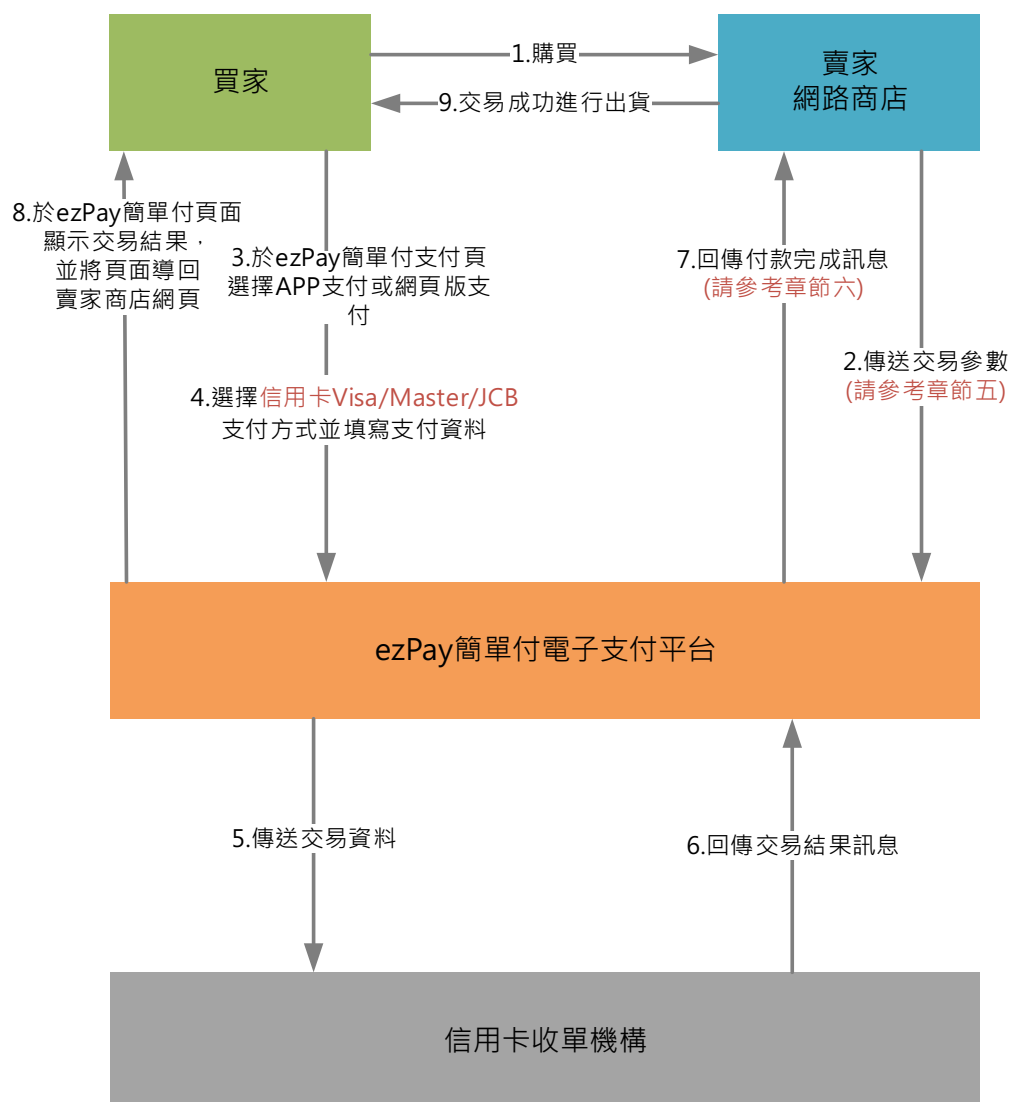 買家
1.購買
賣家
網路商店
9.交易成功進行出貨
8.於ezPay簡單付頁面
顯示交易結果，
並將頁面導回
賣家商店網頁
3.於ezPay簡單付支付頁
選擇APP支付或網頁版支
付
7.回傳付款完成訊息
(請參考章節六)
2.傳送交易參數
(請參考章節五)
4.選擇信用卡Visa/Master/JCB
支付方式並填寫支付資料
ezPay簡單付電子支付平台
5.傳送交易資料
6.回傳交易結果訊息
信用卡收單機構